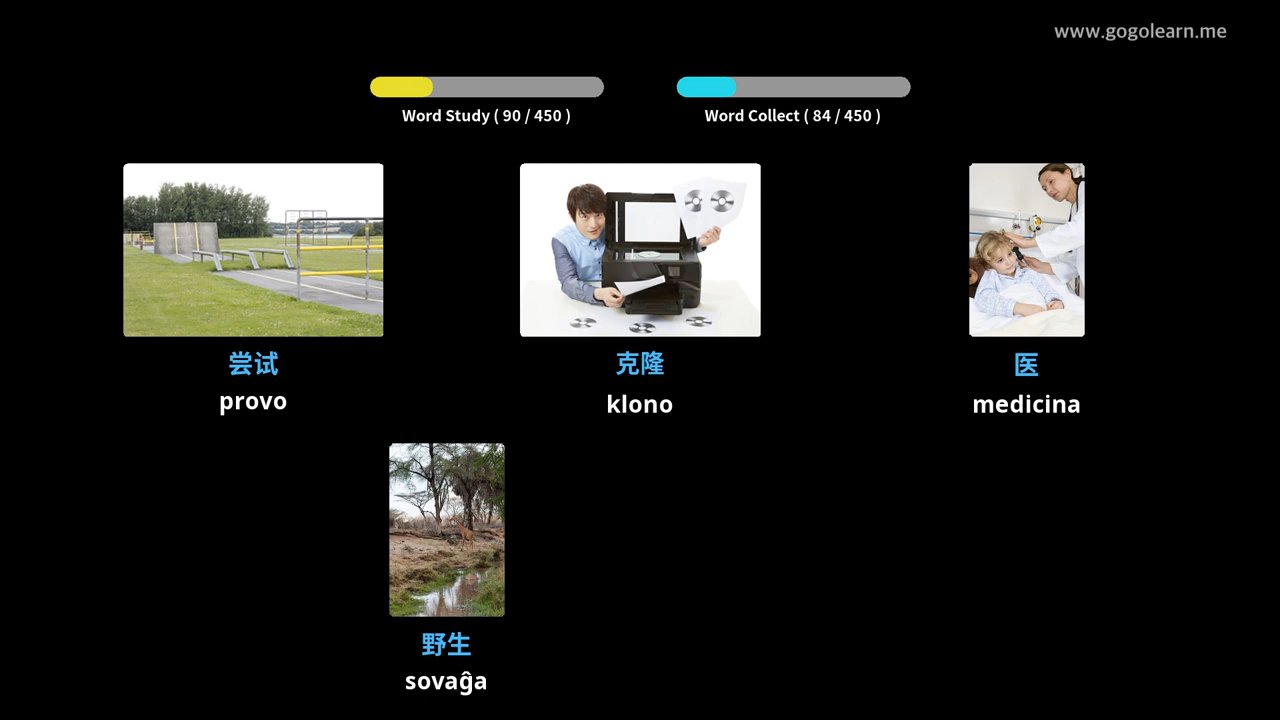 www.gogolearn.me
Word Study ( 90 / 450 )
Word Collect ( 84 / 450 )
尝试
provo
克隆
klono
医
medicina
野生
sovaĝa